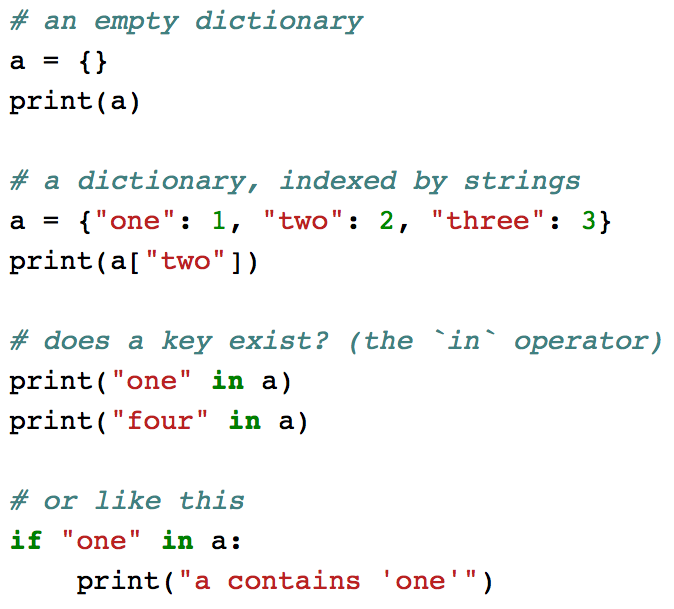 # an empty dictionary
a = {}
print(a)

# a dictionary, indexed by strings
a = {"one": 1, "two": 2, "three": 3}
print(a["two"])

# does a key exist? (the `in` operator)
print("one" in a)
print("four" in a)

# or like this
if "one" in a:
    print("a contains 'one'")